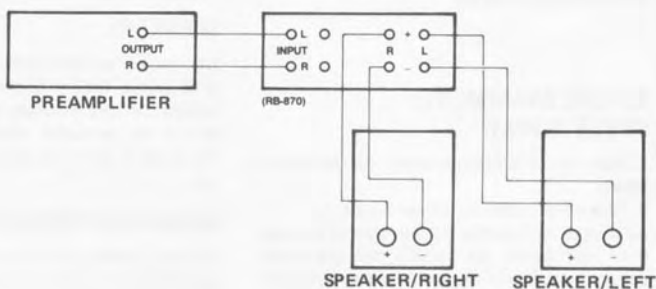 L L + 
OUTPUT INPUT R L
R R –
PREAMPLIFIER (RB-870)
+ – + –
SPEAKER/RIGHT SPEAKER/LEFT